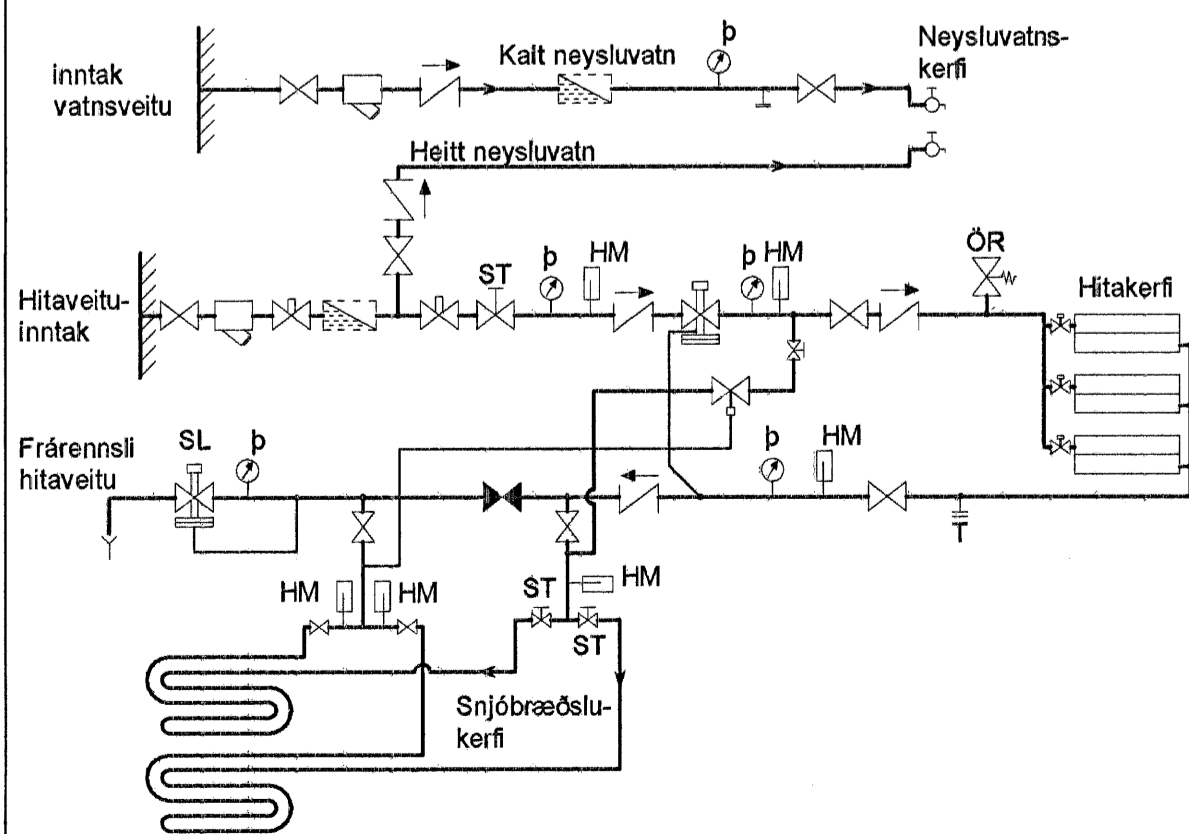 inntak
vatnsveitu
Kalt neysluvatn
þ
Neysluvatns-
kerfi
Heitt neysluvatn
Hitaveitu-
inntak
ST
þ
HM
þ
HM
ÖR
Hitakerfi
Frárennsli
hitaveitu
SL
þ
þ
HM
T
HM
HM
ST
HM
ST
Snjóbræðslu-
kerfi